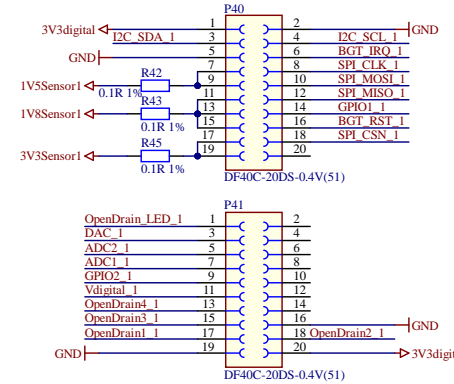 P40
3V3digital 1 2 GND
I2C_SDA_1 3 4 I2C_SCL_1
GND 5 6 BGT_IRQ_1
R42 7 8 SPI_CLK_1
1V5Sensor1 9 10 SPI_MOSI_1
0.1R 1% 11 12 SPI_MISO_1
R43
1V8Sensor1 13 14 GPIO1_1
0.1R 1% 15 16 BGT_RST_1
17 18 SPI_CSN_1
R45
3V3Sensor1 19 20
0.1R 1%
DF40C-20DS-0.4V(51)
P41
OpenDrain_LED_1 1 2
DAC_1 3 4
ADC2_1 5 6
ADC1_1 7 8
GPIO2_1 9 10
Vdigital_1 11 12
OpenDrain4_1 13 14
OpenDrain3_1 15 16 GND
OpenDrain1_1 17 18 OpenDrain2_1
GND 19 20 3V3digit
DF40C-20DS-0.4V(51)